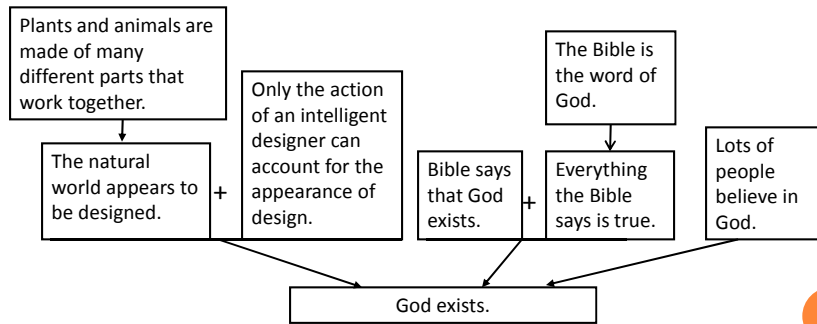 Plants and animals are
made of many
different parts that
work together.
Only the action
of an intelligent
designer can
account for the
appearance of
design.
The Bible is
the word of
God.
The natural
world appears to
be designed.
+
Bible says
that God
exists.
+
Everything
the Bible
says is true.
Lots of
people
believe in
God.
God exists.